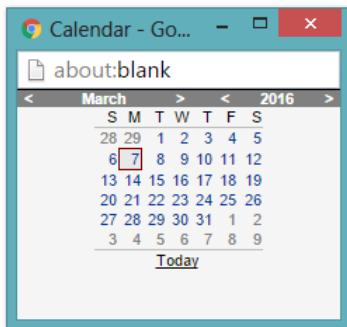 Calendar - Go...
about:blank
< March > < 2016 >
S M T W T F S
28 29 1 2 3 4 5
6 7 8 9 10 11 12
13 14 15 16 17 18 19
20 21 22 23 24 25 26
27 28 29 30 31 1 2
3 4 5 6 7 8 9
Today